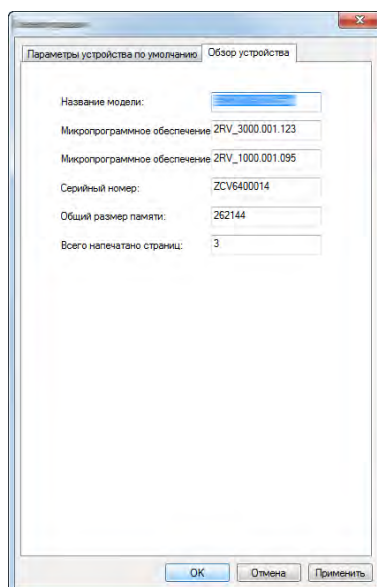 Параметры устройства по умолчанию Обзор устройства
Название модели:
Микропрограммное обеспечение 2RV_3000.001.123
Микропрограммное обеспечение 2RV_1000.001.095
Серийный номер: ZCV6400014
Общий размер памяти: 262144
Всего напечатано страниц: 3
OK Отмена Применить